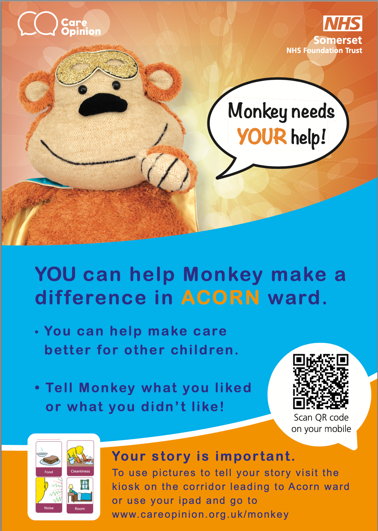 Care
Opinion
NHS
Somerset
NHS Foundation Trust
Monkey needs
YOUR help!
YOU can help Monkey make a
difference in ACORN ward.
• You can help make care
better for other children.
• Tell Monkey what you liked
or what you didn't like!
Scan QR code
on your mobile
Food
Cleanliness
Noise
Room
Your story is important.
To use pictures to tell your story visit the
kiosk on the corridor leading to Acorn ward
or use your ipad and go to
www.careopinion.org.uk/monkey